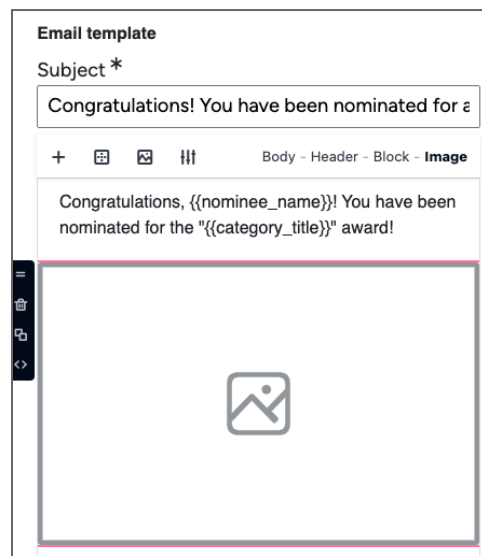 Email template
Subject *
Congratulations! You have been nominated for a
Body - Header - Block - Image
Congratulations, {{nominee_name}}! You have been
nominated for the "{{category_title}}" award!